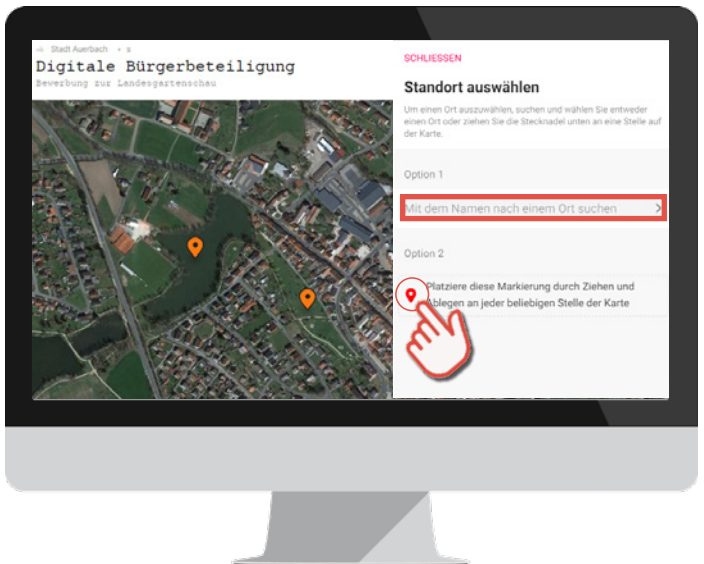 Stadt Auerbach
Digitale Bürgerbeteiligung
Bewerbung zur Landesgartenschau
SCHLIESSEN
Standort auswählen
Um einen Ort auszuwählen, suchen und wählen Sie entweder
einen Ort oder ziehen Sie die Stecknadel unten an eine Stelle auf
der Karte.
Option 1
Mit dem Namen nach einem Ort suchen
Option 2
Platziere diese Markierung durch Ziehen und
Ablegen an jeder beliebigen Stelle der Karte